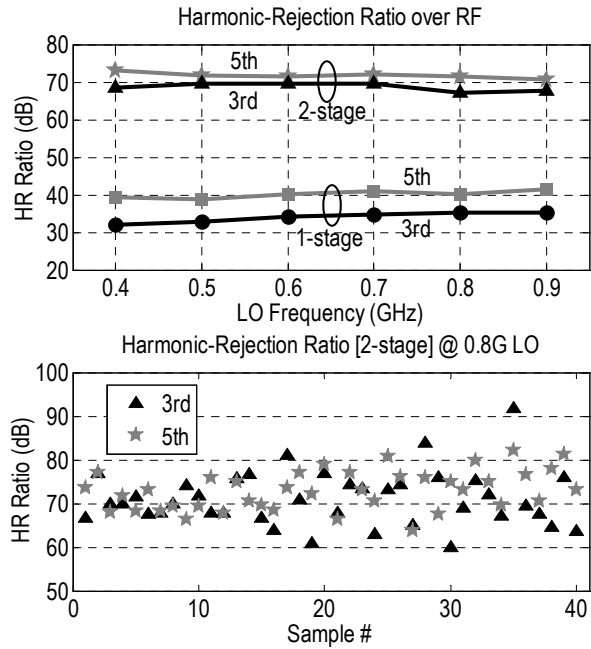 Harmonic-Rejection Ratio over RF
HR Ratio (dB)
80
70
60
50
40
30
20
5th
3rd
2-stage
5th
3rd
1-stage
0.4 0.5 0.6 0.7 0.8 0.9
LO Frequency (GHz)
Harmonic-Rejection Ratio [2-stage] @ 0.8G LO
HR Ratio (dB)
100
90
80
70
60
50
3rd
5th
0 10 20 30 40
Sample #